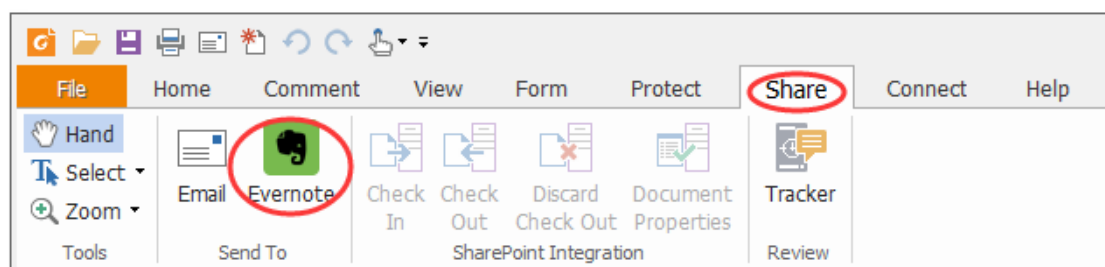 File Home Comment View Form Protect Share Connect Help
Hand
Select
Zoom
Email Evernote Check In Check Out Discard Check Out Document Properties Tracker
Tools Send To SharePoint Integration Review